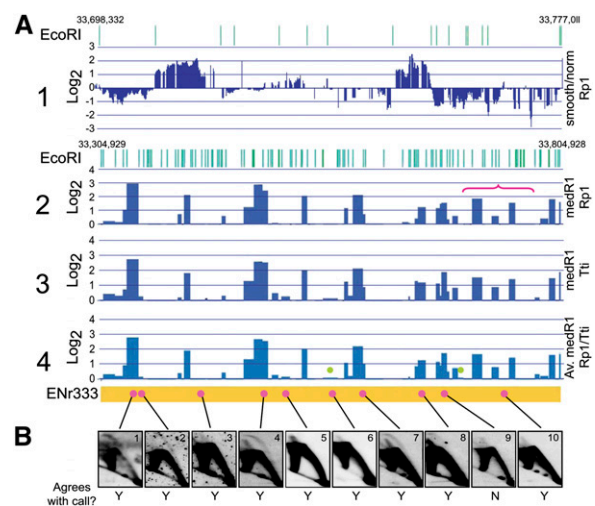 A
33,698,332
33,777,011
EcoRI
1
Log2
3
2
1
0
-1
-2
-3
smooth/norm
Rp1
33,304,929
33,804,928
EcoRI
2
Log2
4
3
2
1
0
medR1
Rp1
3
Log2
4
3
2
1
0
medR1
Tti
4
Log2
4
3
2
1
0
Av. medR1
Rp1/Tti
ENr333
B
1 2 3 4 5 6 7 8 9 10
Agrees
with call? Y Y Y Y Y Y Y Y N Y